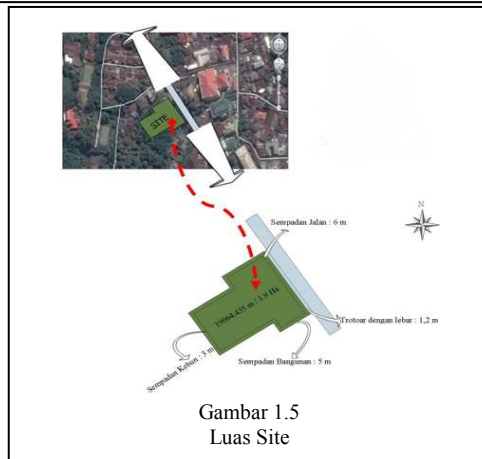 SITE
N
Sempadan Jalan : 6 m
19064.435 m / 1.9 Ha
Trotoar dengan lebar : 1,2 m
Sempadan Bangunan : 5 m
Sempadan Kebun : 3 m
Gambar 1.5
Luas Site